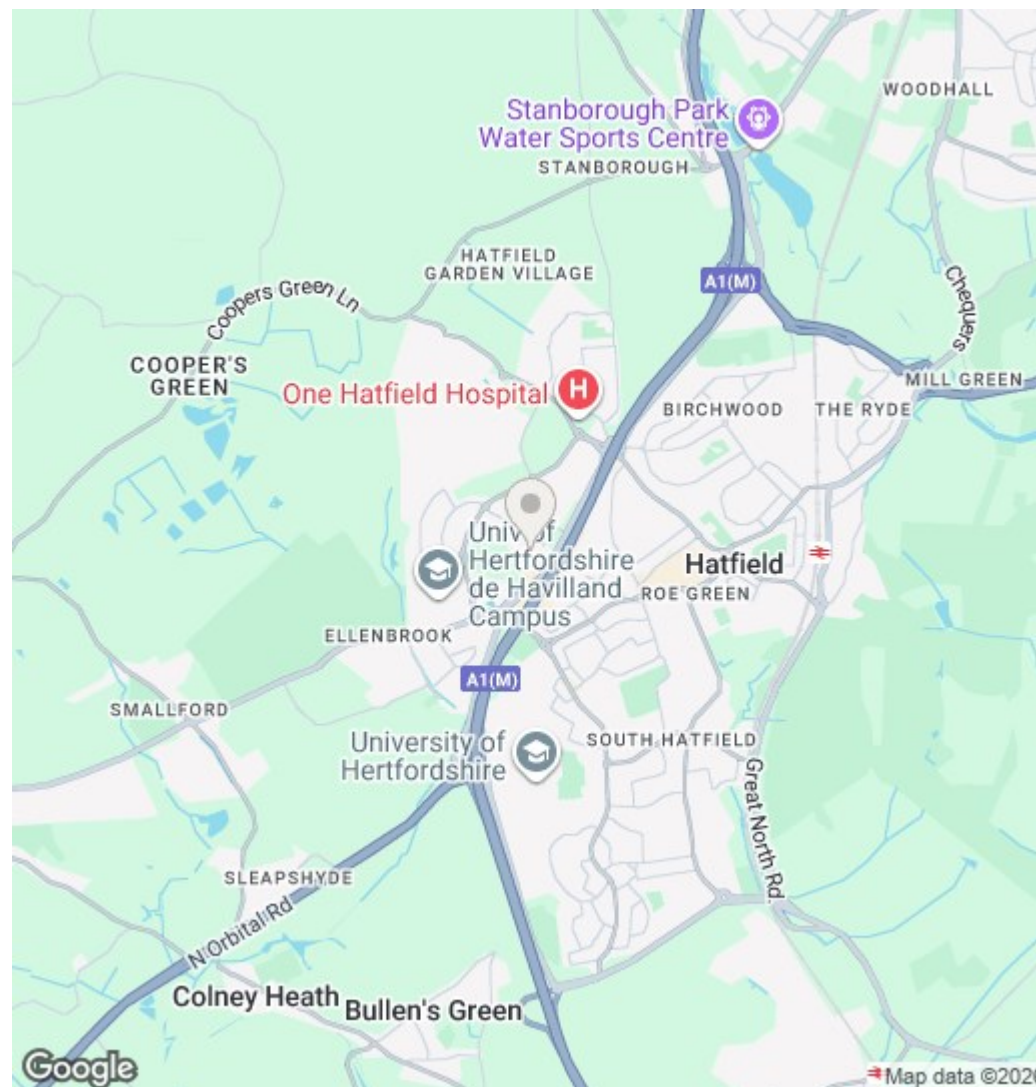 WOODHALL
Stanborough Park
Water Sports Centre
STANBOROUGH
HATFIELD
GARDEN VILLAGE
A1(M)
Coopers Green Ln
Chequers
COOPER'S
GREEN
One Hatfield Hospital
H
MILL GREEN
BIRCHWOOD
THE RYDE
Univ of
Hertfordshire
de Havilland
Campus
Hatfield
ROE GREEN
ELLENBROOK
A1(M)
SMALLFORD
University of
Hertfordshire
SOUTH HATFIELD
Great North Rd
SLEAPSHYDE
N Orbital Rd
Colney Heath
Bullen's Green
Google
Map data ©202